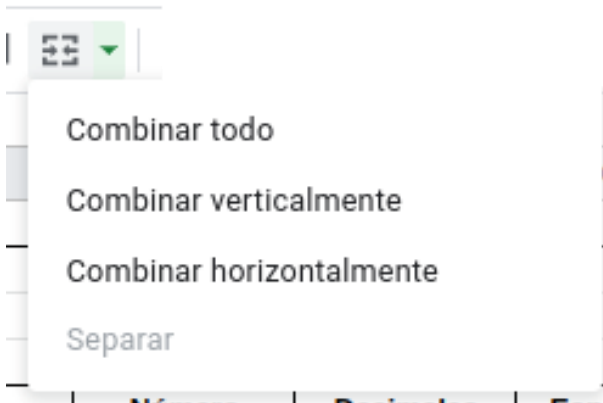 Combinar todo
Combinar verticalmente
Combinar horizontalmente
Separar